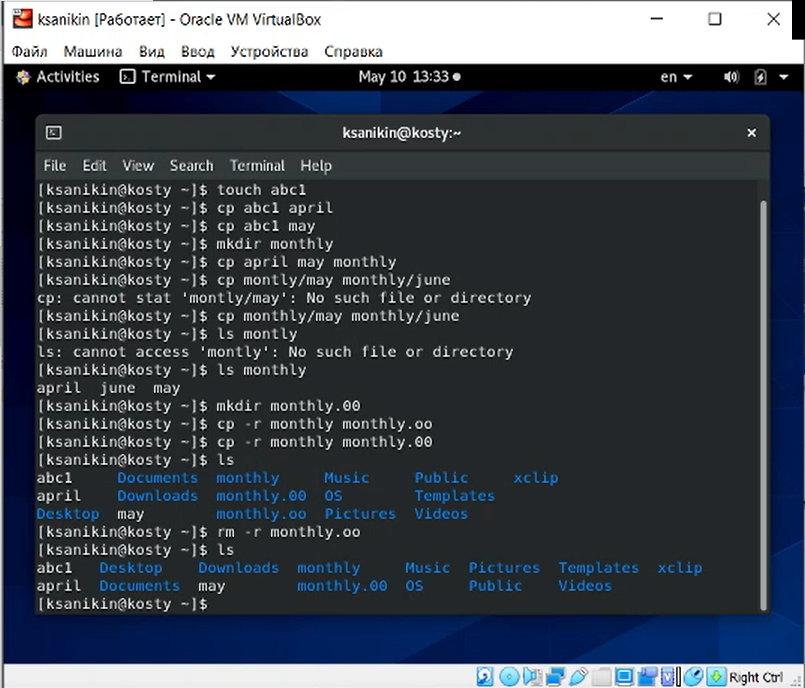 ksanikin [Работает] - Oracle VM VirtualBox
Файл Машина Вид Ввод Устройства Справка
Activities Terminal May 10 13:33 en
ksanikin@kosty:~
File Edit View Search Terminal Help
[ksanikin@kosty ~]$ touch abc1
[ksanikin@kosty ~]$ cp abc1 april
[ksanikin@kosty ~]$ cp abc1 may
[ksanikin@kosty ~]$ mkdir monthly
[ksanikin@kosty ~]$ cp april may monthly
[ksanikin@kosty ~]$ cp montly/may monthly/june
cp: cannot stat 'montly/may': No such file or directory
[ksanikin@kosty ~]$ cp monthly/may monthly/june
[ksanikin@kosty ~]$ ls montly
ls: cannot access 'montly': No such file or directory
[ksanikin@kosty ~]$ ls monthly
april june may
[ksanikin@kosty ~]$ mkdir monthly.00
[ksanikin@kosty ~]$ cp -r monthly monthly.oo
[ksanikin@kosty ~]$ cp -r monthly monthly.00
[ksanikin@kosty ~]$ ls
abc1 Documents monthly Music Public xclip
april Downloads monthly.00 OS Templates
Desktop may monthly.oo Pictures Videos
[ksanikin@kosty ~]$ rm -r monthly.oo
[ksanikin@kosty ~]$ ls
abc1 Desktop Downloads monthly Music Pictures Templates xclip
april Documents may monthly.00 OS Public Videos
[ksanikin@kosty ~]$
Right Ctrl